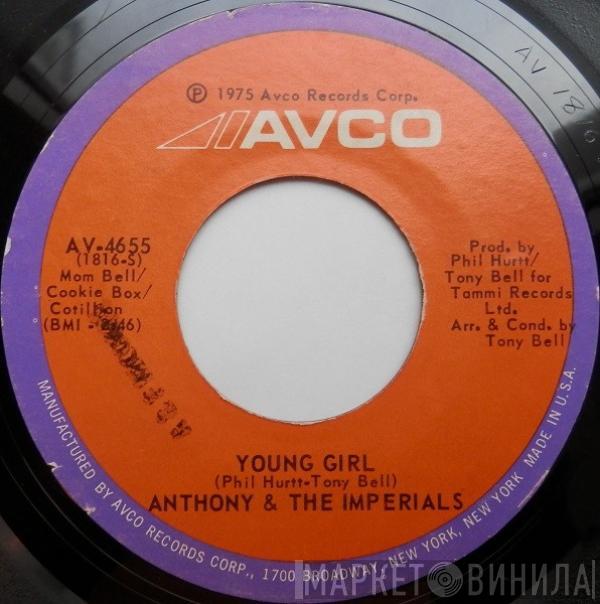 ℗ 1975 Avco Records Corp.
AVCO
AV-4655
(1816-S)
Mom Bell/
Cookie Box/
Cotillion
(BMI - 2:46)
Prod. by
Phil Hurtt/
Tony Bell for
Tammi Records
Ltd.
Arr. & Cond. by
Tony Bell
YOUNG GIRL
(Phil Hurtt-Tony Bell)
ANTHONY & THE IMPERIALS
MANUFACTURED BY AVCO RECORDS CORP., 1700 BROADWAY, NEW YORK, NEW YORK MADE IN U.S.A.
AV 1816
МАРКЕТ ВИНИЛА